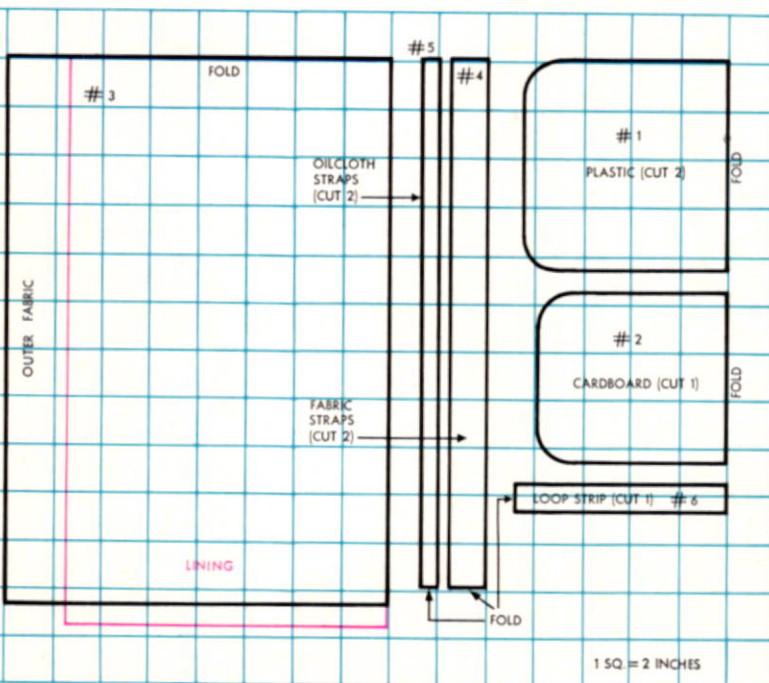 #3
FOLD
OUTER FABRIC
LINING
#5
#4
OILCLOTH
STRAPS
(CUT 2)
FABRIC
STRAPS
(CUT 2)
FOLD
#1
PLASTIC (CUT 2)
FOLD
#2
CARDBOARD (CUT 1)
FOLD
LOOP STRIP (CUT 1) #6
1 SQ. = 2 INCHES